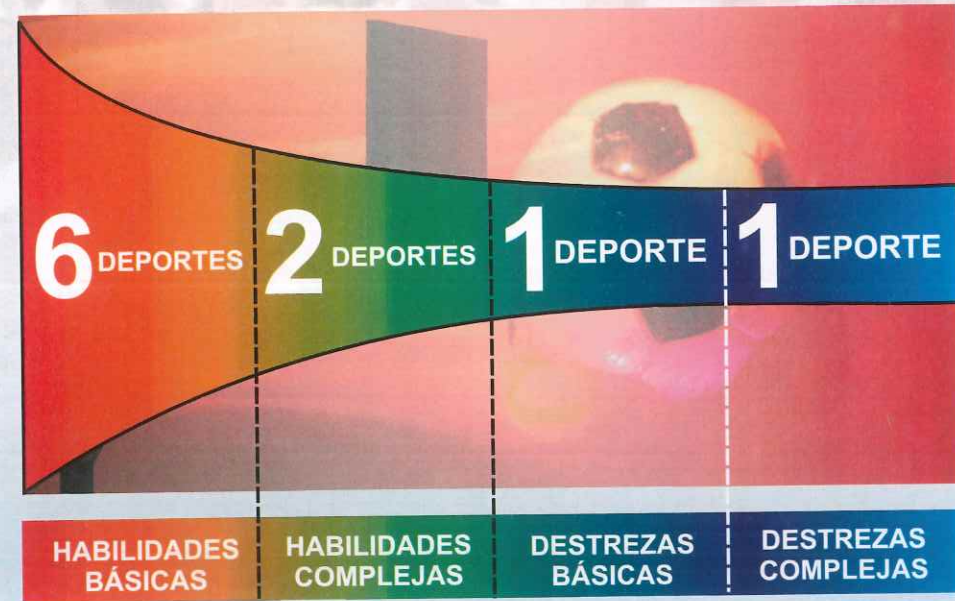 6 DEPORTES 2 DEPORTES 1 DEPORTE 1 DEPORTE
HABILIDADES BÁSICAS
HABILIDADES COMPLEJAS
DESTREZAS BÁSICAS
DESTREZAS COMPLEJAS